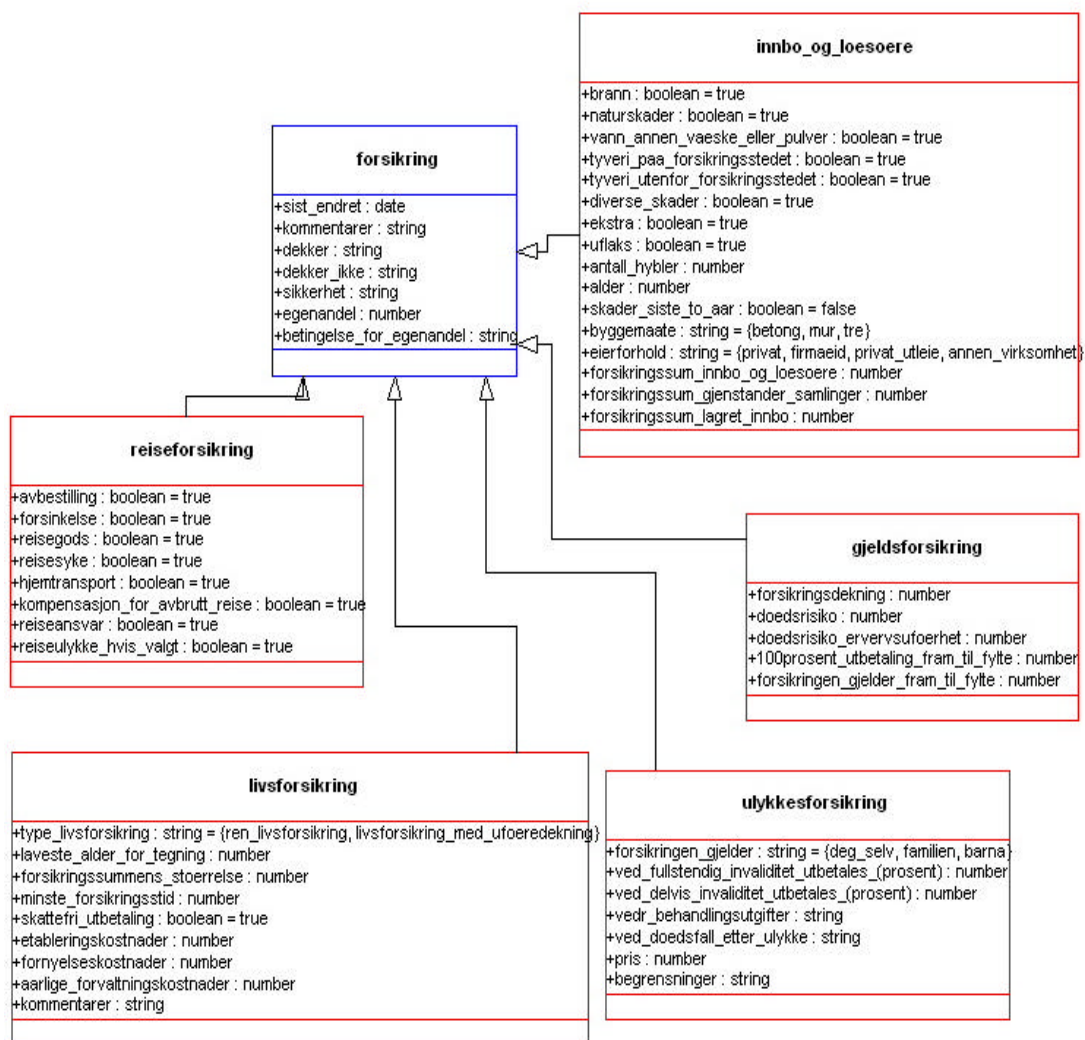 innbo_og_loesoere
+brann : boolean = true
+naturskader : boolean = true
+vann_annen_vaeske_eller_pulver : boolean = true
+tyveri_paa_forsikringsstedet : boolean = true
+tyveri_utenfor_forsikringsstedet : boolean = true
+diverse_skader : boolean = true
+ekstra : boolean = true
+uflaks : boolean = true
+antall_hybler : number
+alder : number
+skader_siste_to_aar : boolean = false
+byggemaate : string = {betong, mur, tre}
+eierforhold : string = {privat, firmaeid, privat_utleie, annen_virksomhet}
+forsikringssum_innbo_og_loesoere : number
+forsikringssum_gjenstander_samlinger : number
+forsikringssum_lagret_innbo : number
forsikring
+sist_endret : date
+kommentarer : string
+dekker : string
+dekker_ikke : string
+sikkerhet : string
+egenandel : number
+betingelse_for_egenandel : string
reiseforsikring
+avbestilling : boolean = true
+forsinkelse : boolean = true
+reisegods : boolean = true
+reisesyke : boolean = true
+hjemtransport : boolean = true
+kompensasjon_for_avbrutt_reise : boolean = true
+reiseansvar : boolean = true
+reiseulykke_hvis_valgt : boolean = true
gjeldsforsikring
+forsikringsdekning : number
+doedsrisiko : number
+doedsrisiko_ervervsufoerhet : number
+100prosent_utbetaling_fram_til_fylte : number
+forsikringen_gjelder_fram_til_fylte : number
livsforsikring
+type_livsforsikring : string = {ren_livsforsikring, livsforsikring_med_ufoeredekning}
+laveste_alder_for_tegning : number
+forsikringssummens_stoerrelse : number
+minste_forsikringsstid : number
+skattefri_utbetaling : boolean = true
+etableringskostnader : number
+fornyelseskostnader : number
+aarlige_forvaltningskostnader : number
+kommentarer : string
ulykkesforsikring
+forsikringen_gjelder : string = {deg_selv, familien, barna}
+ved_fullstendig_invaliditet_utbetales_(prosent) : number
+ved_delvis_invaliditet_utbetales_(prosent) : number
+vedr_behandlingsutgifter : string
+ved_doedsfall_etter_ulykke : string
+pris : number
+begrensninger : string